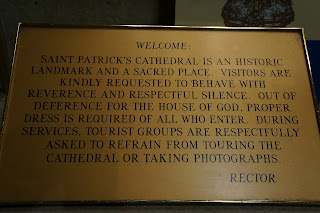 WELCOME:
SAINT PATRICK'S CATHEDRAL IS AN HISTORIC
LANDMARK AND A SACRED PLACE. VISITORS ARE
KINDLY REQUESTED TO BEHAVE WITH
REVERENCE AND RESPECTFUL SILENCE. OUT OF
DEFERENCE FOR THE HOUSE OF GOD, PROPER
DRESS IS REQUIRED OF ALL WHO ENTER. DURING
SERVICES, TOURIST GROUPS ARE RESPECTFULLY
ASKED TO REFRAIN FROM TOURING THE
CATHEDRAL OR TAKING PHOTOGRAPHS.
RECTOR